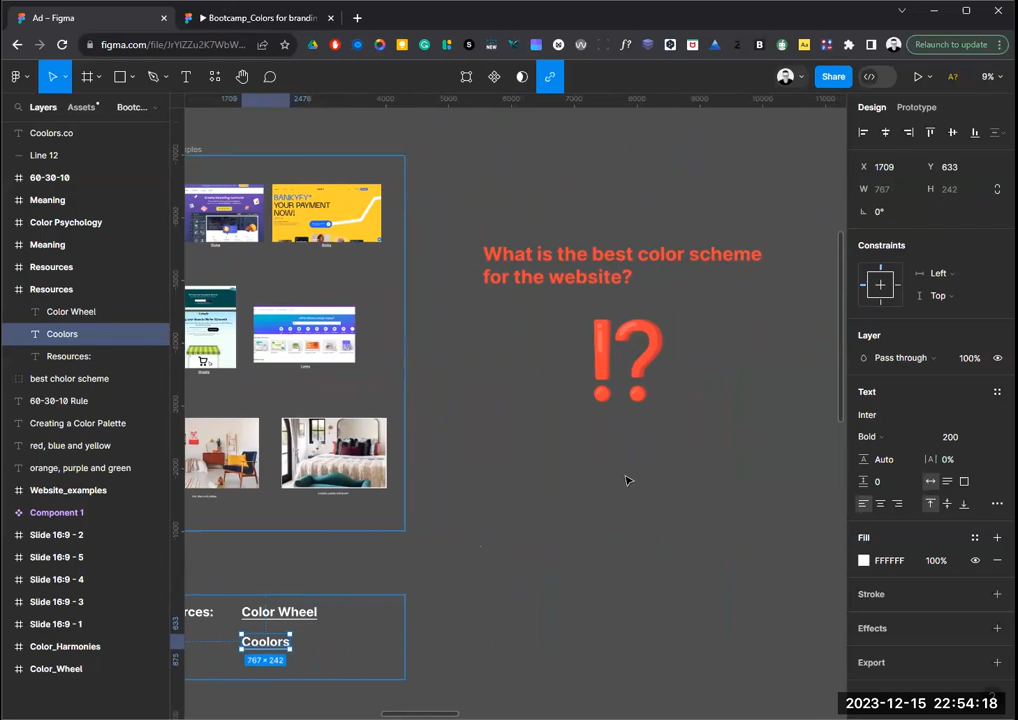 Ad – Figma
Bootcamp_Colors for brandin
figma.com/file/JrYlZZu2K7WbW...
Relaunch to update
Share
9%
A?
Layers
Assets
Bootc...
Design
Prototype
1709
2476
4000
5000
6000
7000
8000
9000
10000
11000
Coolors.co
Line 12
60-30-10
Meaning
Color Psychology
Meaning
Resources
Resources
Color Wheel
Coolors
Resources:
best cholor scheme
60-30-10 Rule
Creating a Color Palette
red, blue and yellow
orange, purple and green
Website_examples
Component 1
Slide 16:9 - 2
Slide 16:9 - 5
Slide 16:9 - 4
Slide 16:9 - 3
Slide 16:9 - 1
Color_Harmonies
Color_Wheel
BANKYFY
YOUR PAYMENT
NOW!
What is the best color scheme
for the website?
⁉
rces:
Color Wheel
Coolors
767 × 242
633
875
X 1709
Y 633
W 767
H 242
0°
Constraints
Left
Top
Layer
Pass through
100%
Text
Inter
Bold
200
Auto
|A| 0%
0
Fill
FFFFFF
100%
Stroke
Effects
Export
2023-12-15 22:54:18